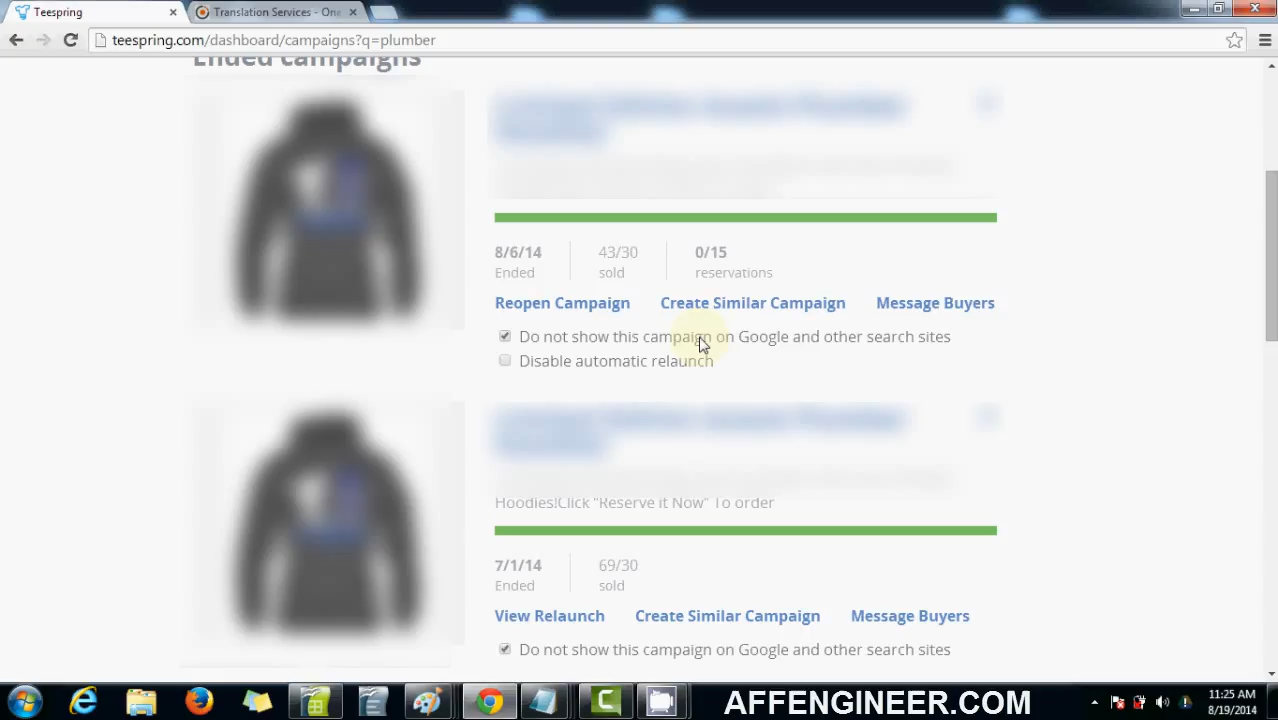 Teespring
Translation Services - One
teespring.com/dashboard/campaigns?q=plumber
Ended campaigns
8/6/14
Ended
43/30
sold
0/15
reservations
Reopen Campaign
Create Similar Campaign
Message Buyers
Do not show this campaign on Google and other search sites
Disable automatic relaunch
Hoodies!Click "Reserve it Now" To order
7/1/14
Ended
69/30
sold
View Relaunch
Create Similar Campaign
Message Buyers
Do not show this campaign on Google and other search sites
AFFENGINEER.COM
11:25 AM
8/19/2014